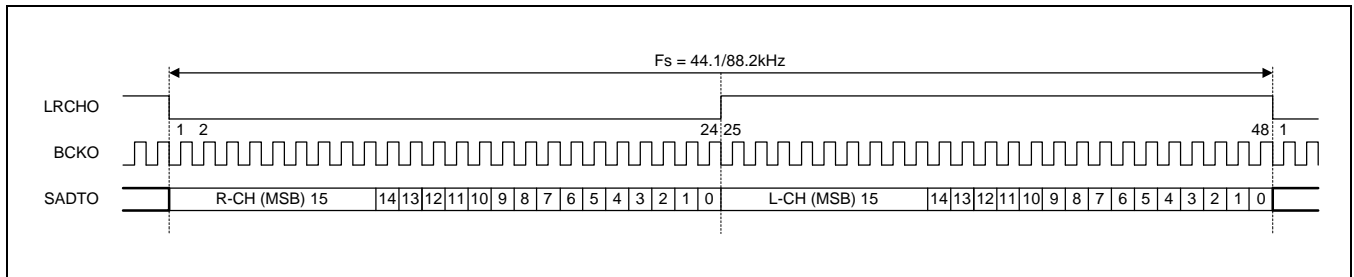 Fs = 44.1/88.2kHz
LRCHO
1 2 24 25 48 1
BCKO
SADTO R-CH (MSB) 15 14 13 12 11 10 9 8 7 6 5 4 3 2 1 0 L-CH (MSB) 15 14 13 12 11 10 9 8 7 6 5 4 3 2 1 0